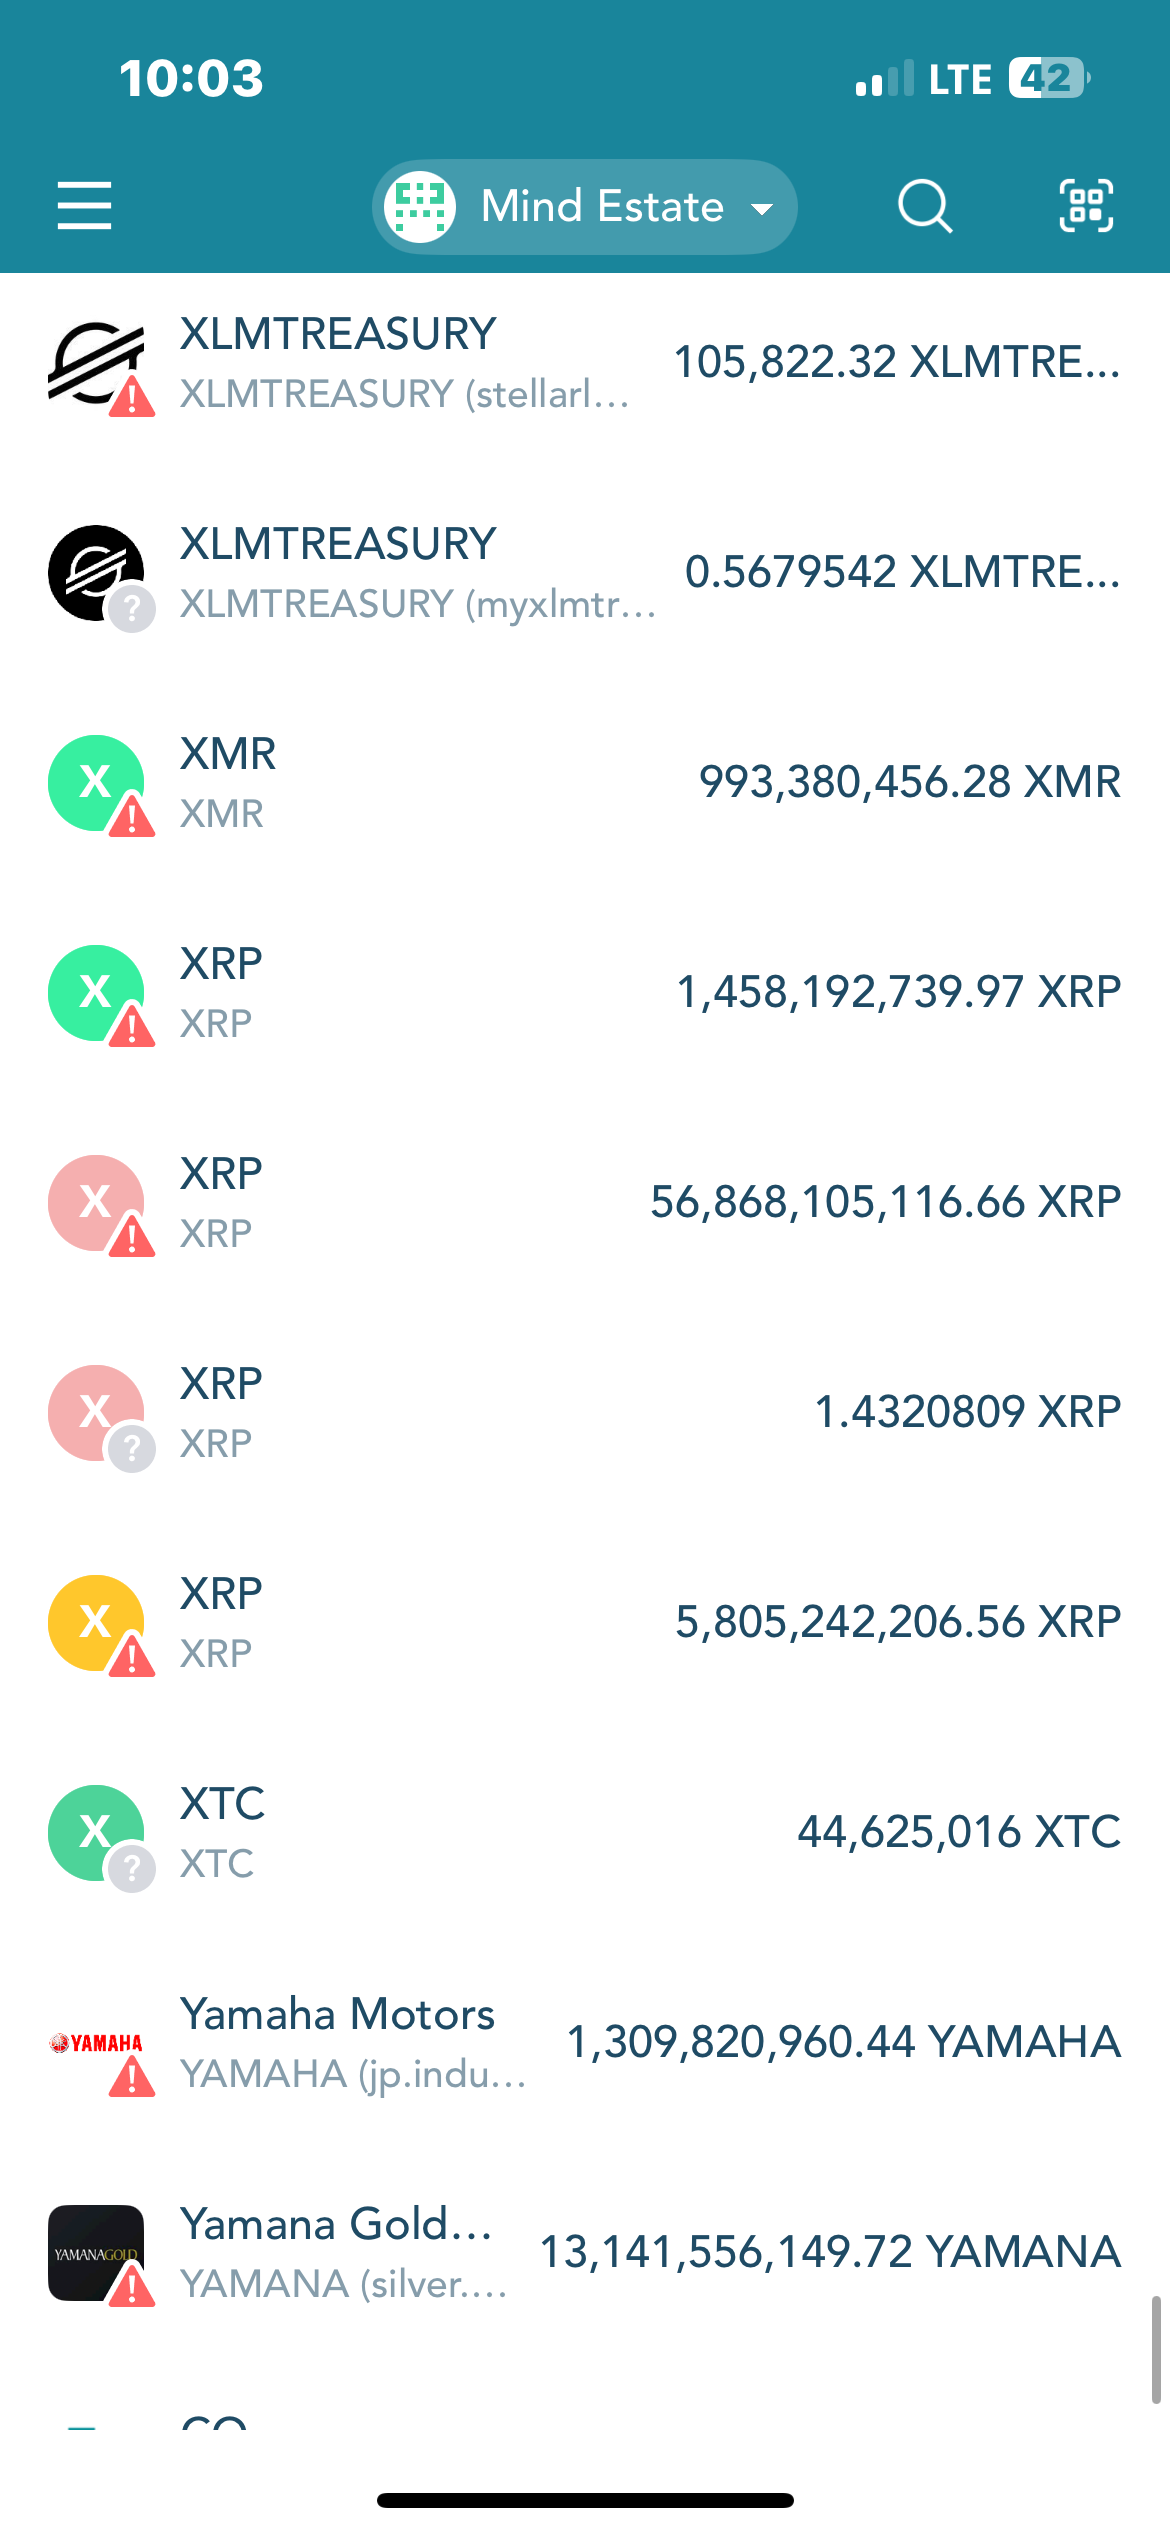 10:03
LTE 42
Mind Estate
XLMTREASURY
105,822.32 XLMTRE...
XLMTREASURY (stellarl...
XLMTREASURY
0.5679542 XLMTRE...
XLMTREASURY (myxlmtr...
X
XMR
993,380,456.28 XMR
XMR
X
XRP
1,458,192,739.97 XRP
XRP
X
XRP
56,868,105,116.66 XRP
XRP
X
XRP
1.4320809 XRP
XRP
X
XRP
5,805,242,206.56 XRP
XRP
X
XTC
44,625,016 XTC
XTC
YAMAHA
Yamaha Motors
1,309,820,960.44 YAMAHA
YAMAHA (jp.indu...
YAMANAGOLD
Yamana Gold...
13,141,556,149.72 YAMANA
YAMANA (silver....